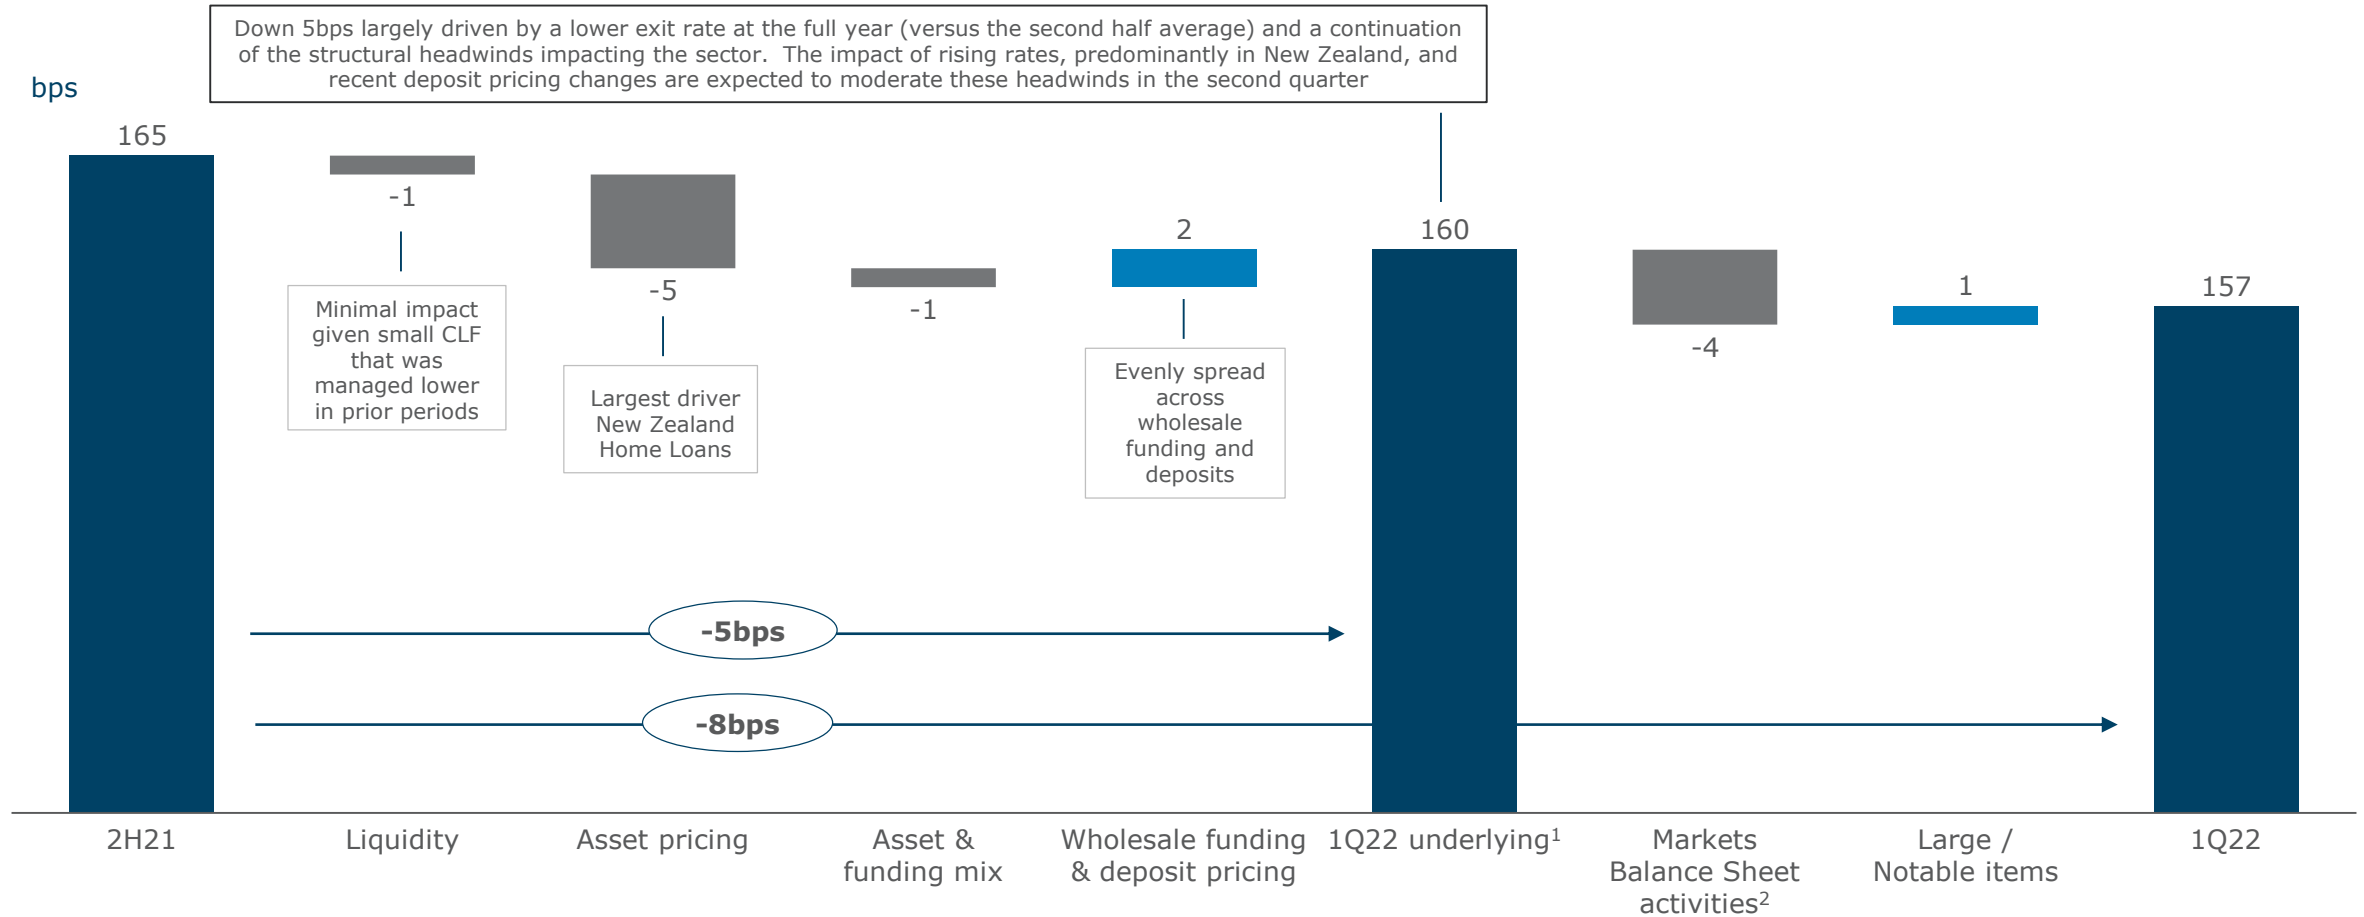 Down 5bps largely driven by a lower exit rate at the full year (versus the second half average) and a continuation
of the structural headwinds impacting the sector.  The impact of rising rates, predominantly in New Zealand, and
recent deposit pricing changes are expected to moderate these headwinds in the second quarter
bps
165
-1
-5
-1
2
160
-4
1
157
Minimal impact
given small CLF
that was
managed lower
in prior periods
Largest driver
New Zealand
Home Loans
Evenly spread
across
wholesale
funding and
deposits
-5bps
-8bps
2H21
Liquidity
Asset pricing
Asset &
funding mix
Wholesale funding
& deposit pricing
1Q22 underlying¹
Markets
Balance Sheet
activities²
Large /
Notable items
1Q22